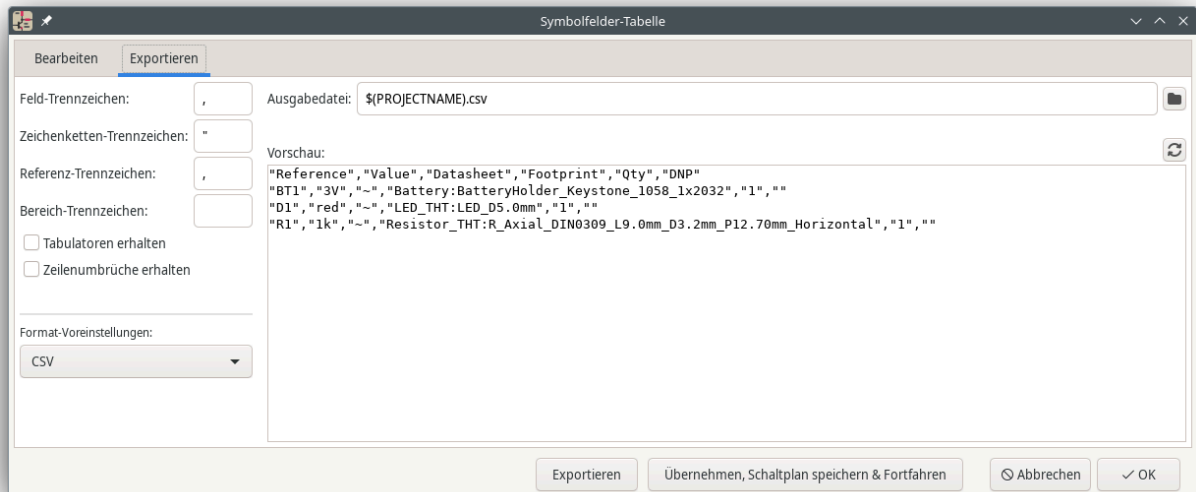 Symbolfelder-Tabelle
Bearbeiten Exportieren
Feld-Trennzeichen: ,
Ausgabedatei: $(PROJECTNAME).csv
Zeichenketten-Trennzeichen: "
Referenz-Trennzeichen: ,
Bereich-Trennzeichen:
Tabulatoren erhalten
Zeilenumbrüche erhalten
Format-Voreinstellungen:
CSV
Vorschau:
"Reference","Value","Datasheet","Footprint","Qty","DNP"
"BT1","3V","~","Battery:BatteryHolder_Keystone_1058_1x2032","1",""
"D1","red","~","LED_THT:LED_D5.0mm","1",""
"R1","1k","~","Resistor_THT:R_Axial_DIN0309_L9.0mm_D3.2mm_P12.70mm_Horizontal","1",""
Exportieren Übernehmen, Schaltplan speichern & Fortfahren Abbrechen OK